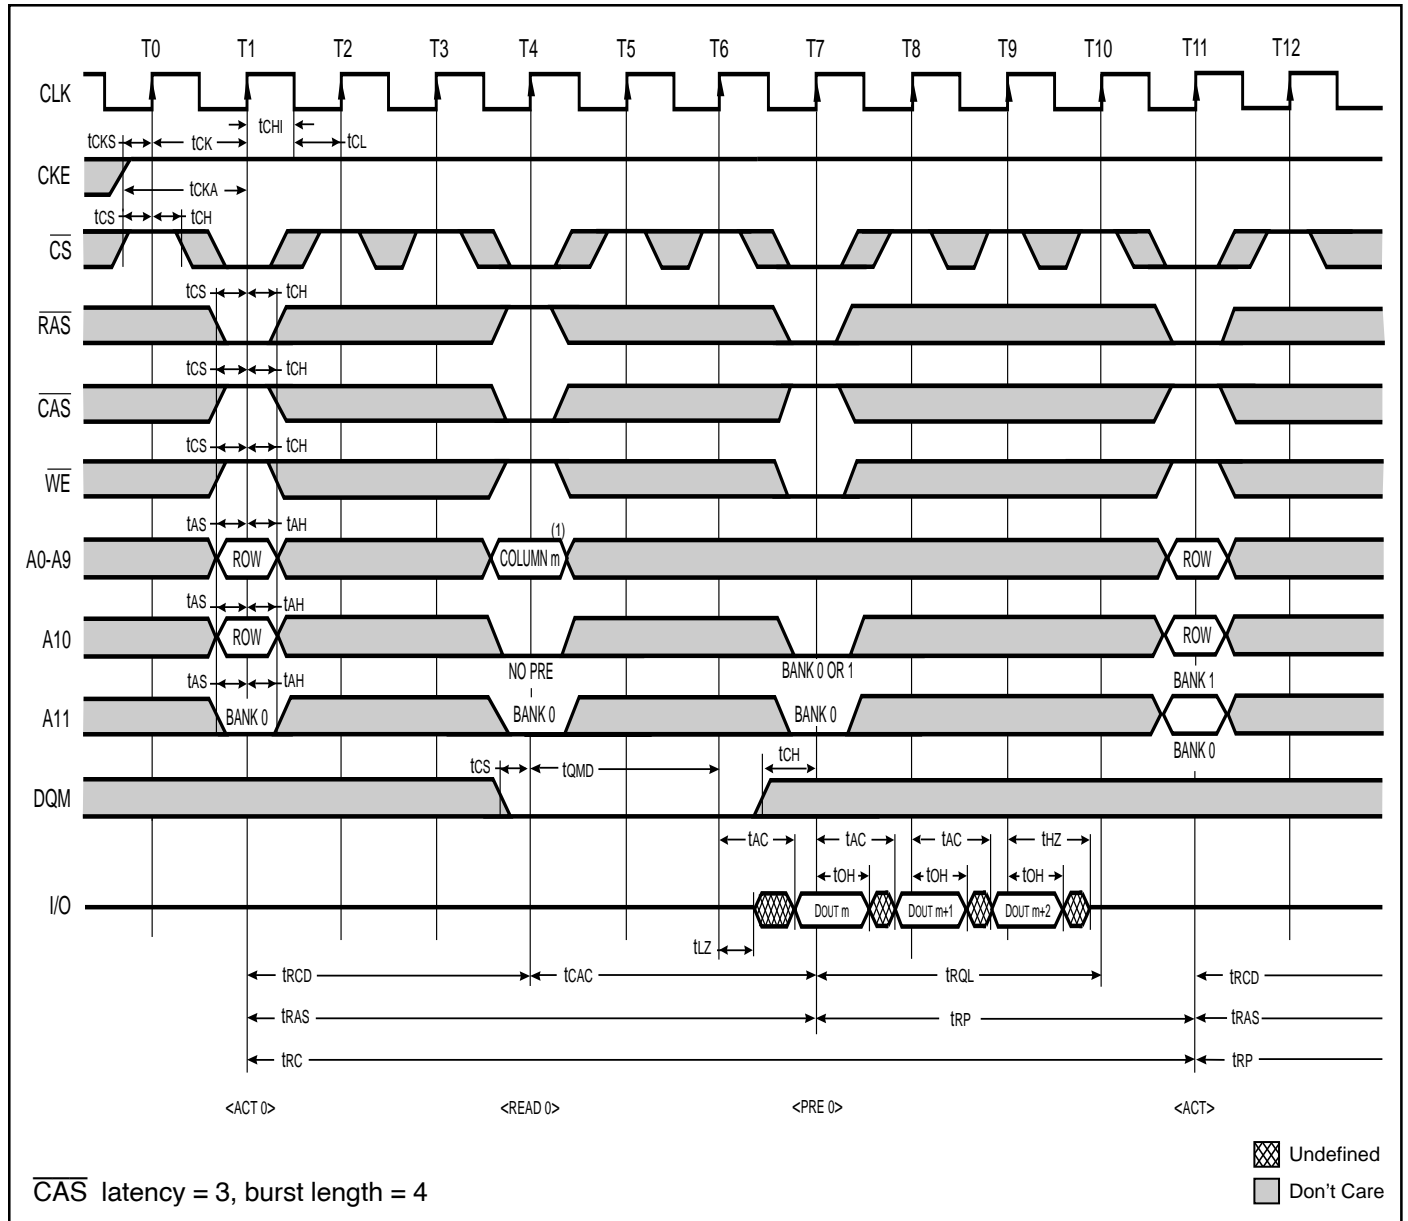 T0 T1 T2 T3 T4 T5 T6 T7 T8 T9 T10 T11 T12
CLK
tCHI
tCKS tCK tCL
CKE
tCKA
tCS tCH
CS
tCS tCH
RAS
tCS tCH
CAS
tCS tCH
WE
tAS tAH (1)
A0-A9 ROW COLUMN m ROW
tAS tAH
A10 ROW ROW
NO PRE BANK 0 OR 1 BANK 1
tAS tAH
A11 BANK 0 BANK 0 BANK 0
BANK 0
tCH
tCS tQMD
DQM
tAC tAC tAC tHZ
tOH tOH tOH
I/O DOUT m DOUT m+1 DOUT m+2
tLZ
tRCD tCAC tRQL tRCD
tRAS tRP tRAS
tRC tRP
<ACT 0> <READ 0> <PRE 0> <ACT>
Undefined
CAS latency = 3, burst length = 4
Don't Care